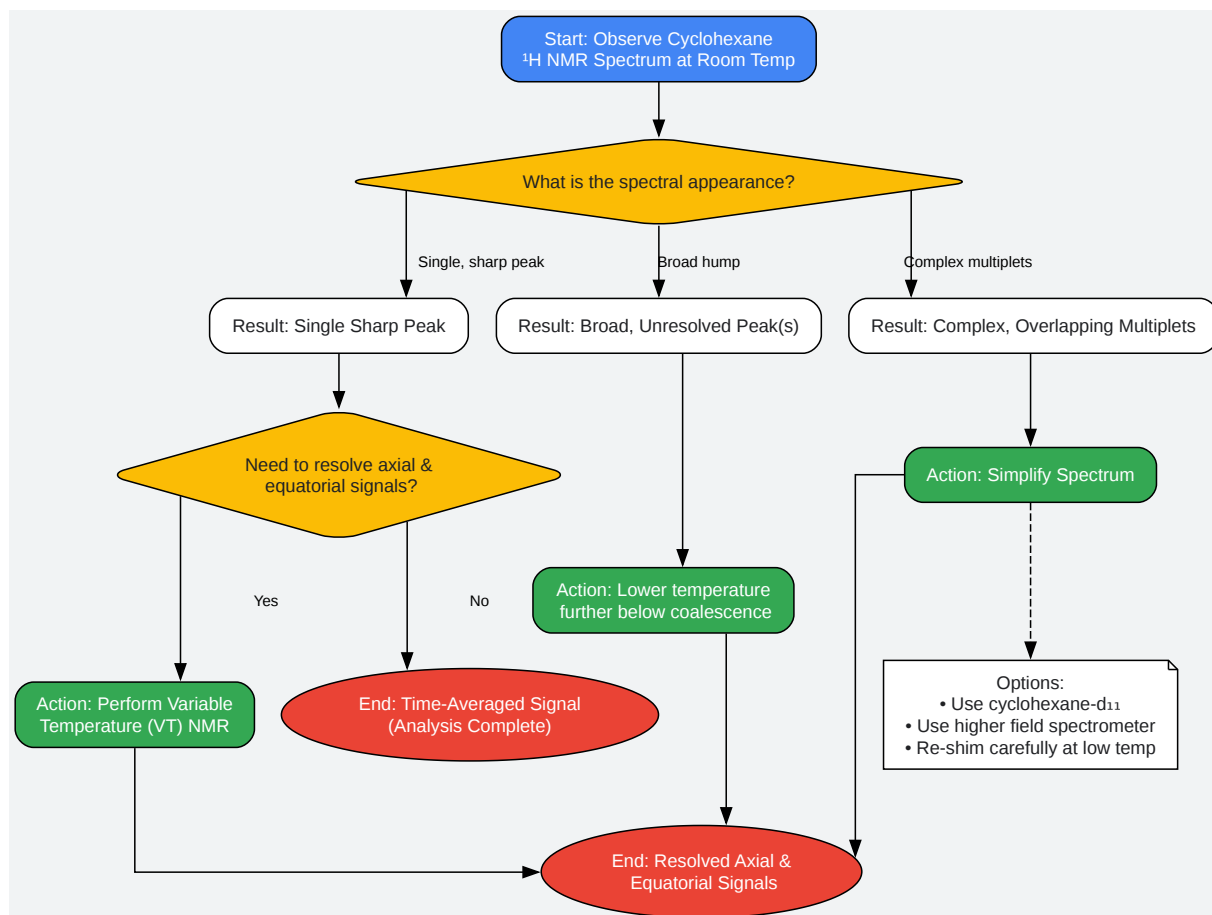 Start: Observe Cyclohexane
¹H NMR Spectrum at Room Temp
What is the spectral appearance?
Single, sharp peak
Broad hump
Complex multiplets
Result: Single Sharp Peak
Result: Broad, Unresolved Peak(s)
Result: Complex, Overlapping Multiplets
Need to resolve axial &
equatorial signals?
Action: Simplify Spectrum
Yes
No
Action: Lower temperature
further below coalescence
Action: Perform Variable
Temperature (VT) NMR
End: Time-Averaged Signal
(Analysis Complete)
Options:
• Use cyclohexane-d₁₁
• Use higher field spectrometer
• Re-shim carefully at low temp
End: Resolved Axial &
Equatorial Signals